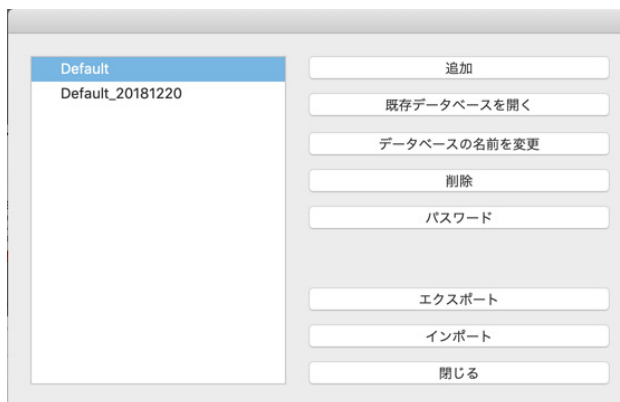 Default
Default_20181220
追加
既存データベースを開く
データベースの名前を変更
削除
パスワード
エクスポート
インポート
閉じる